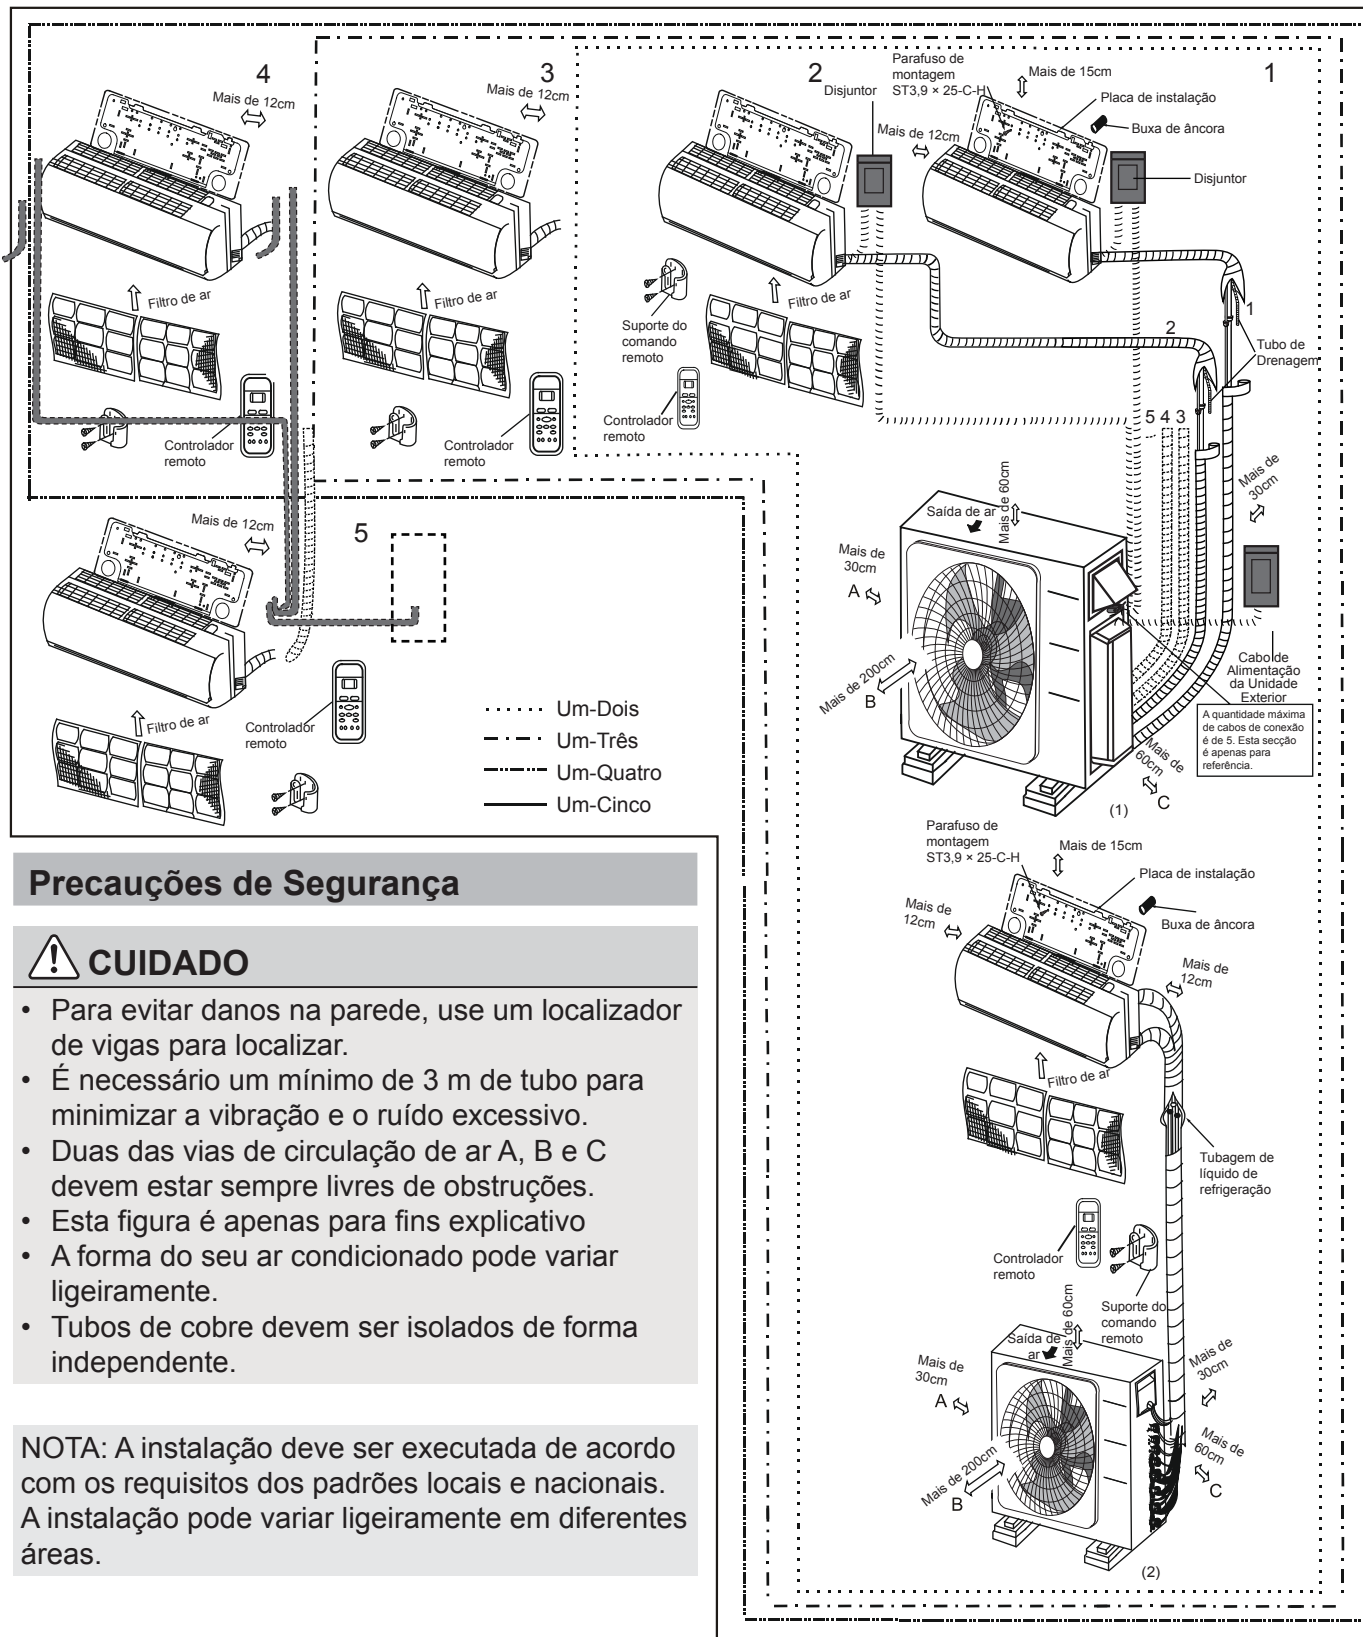 4
Mais de 12cm
Filtro de ar
Controlador
remoto
3
Mais de 12cm
Filtro de ar
Controlador
remoto
2
Disjuntor
Mais de 12cm
Filtro de ar
Suporte do
comando
remoto
Controlador
remoto
Parafuso de
montagem
ST3,9 × 25-C-H
Mais de 15cm
1
Placa de instalação
Buxa de âncora
Disjuntor
1
2
Tubo de
Drenagem
5 4 3
Mais de
30cm
Saída de ar
Mais de 60cm
Mais de
30cm
A
Mais de 200cm
B
Cabo de
Alimentação
da Unidade
Exterior
A quantidade máxima
de cabos de conexão
é de 5. Esta secção
é apenas para
referência.
Mais de
60cm
C
(1)
Mais de 12cm
5
Filtro de ar
Controlador
remoto
Um-Dois
Um-Três
Um-Quatro
Um-Cinco
Parafuso de
montagem
ST3,9 × 25-C-H
Mais de 15cm
Placa de instalação
Buxa de âncora
Mais de
12cm
Mais de
12cm
Filtro de ar
Tubagem de
líquido de
refrigeração
Controlador
remoto
Suporte do
comando
remoto
Mais de 60cm
Saída de
ar
Mais de
30cm
A
Mais de
30cm
Mais de 200cm
B
Mais de
60cm
C
(2)
Precauções de Segurança
CUIDADO
• Para evitar danos na parede, use um localizador
de vigas para localizar.
• É necessário um mínimo de 3 m de tubo para
minimizar a vibração e o ruído excessivo.
• Duas das vias de circulação de ar A, B e C
devem estar sempre livres de obstruções.
• Esta figura é apenas para fins explicativo
• A forma do seu ar condicionado pode variar
ligeiramente.
• Tubos de cobre devem ser isolados de forma
independente.
NOTA: A instalação deve ser executada de acordo
com os requisitos dos padrões locais e nacionais.
A instalação pode variar ligeiramente em diferentes
áreas.